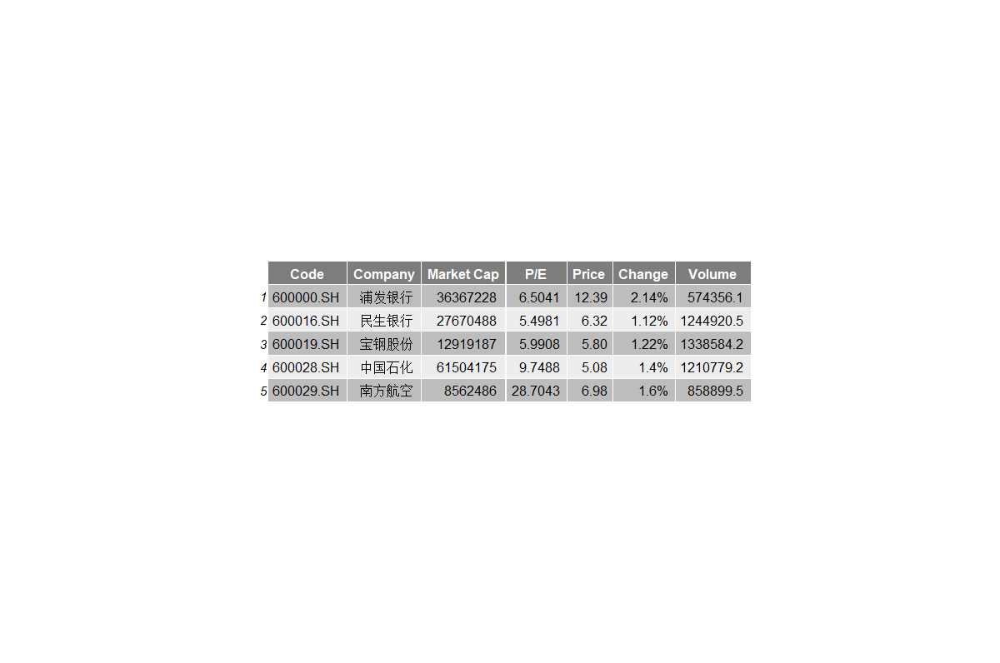 Code Company Market Cap P/E Price Change Volume
1 600000.SH 浦发银行 36367228 6.5041 12.39 2.14% 574356.1
2 600016.SH 民生银行 27670488 5.4981 6.32 1.12% 1244920.5
3 600019.SH 宝钢股份 12919187 5.9908 5.80 1.22% 1338584.2
4 600028.SH 中国石化 61504175 9.7488 5.08 1.4% 1210779.2
5 600029.SH 南方航空 8562486 28.7043 6.98 1.6% 858899.5